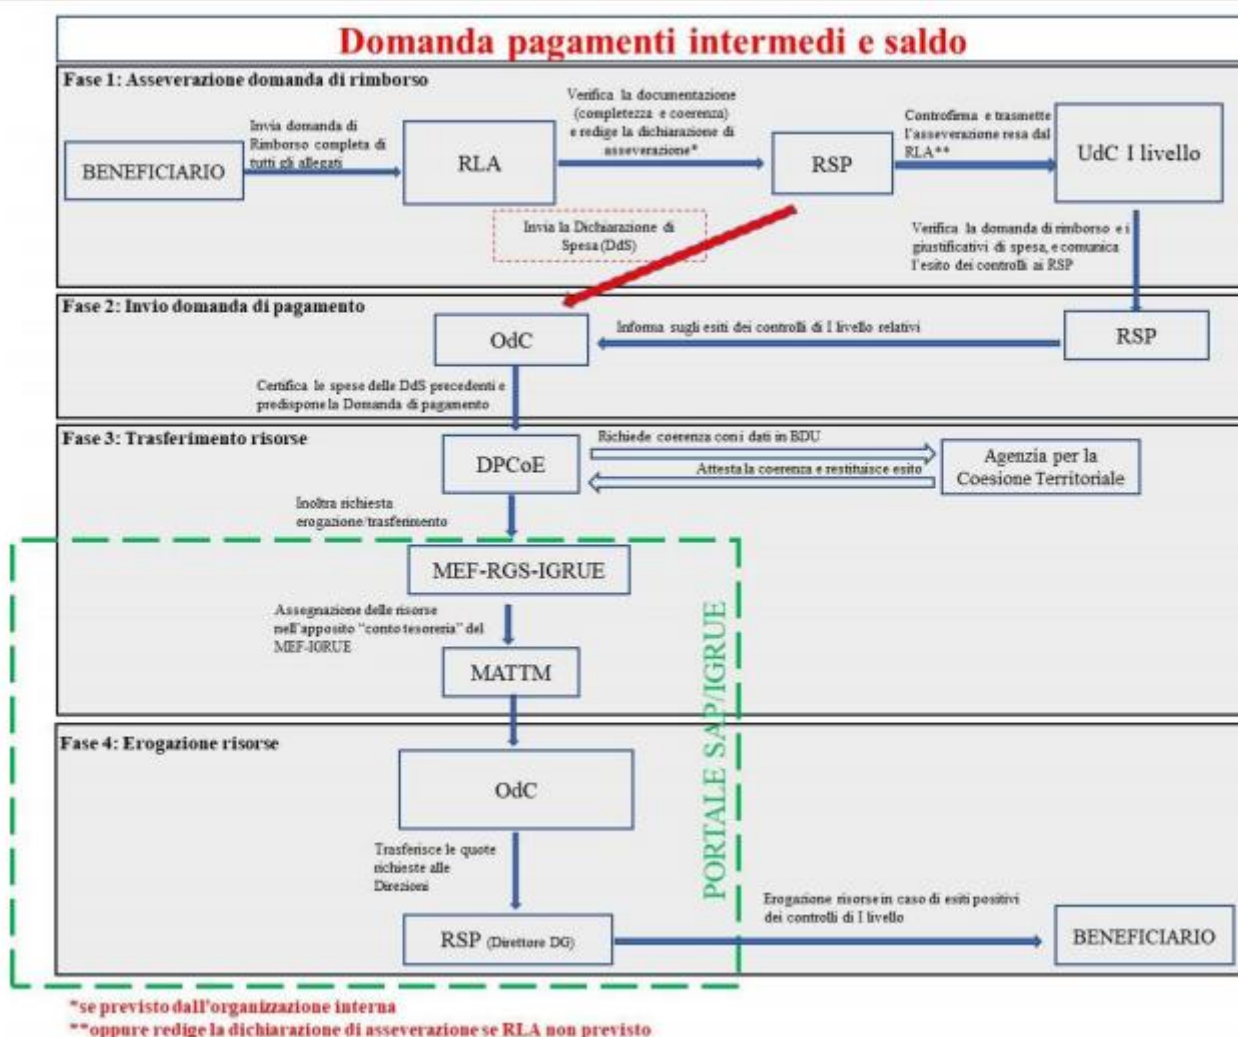 Domanda pagamenti intermedi e saldo
Fase 1: Asseverazione domanda di rimborso
BENEFICIARIO
Invia domanda di
Rimborso completa di
tutti gli allegati
RLA
Verifica la documentazione
(completezza e coerenza)
e redige la dichiarazione di
asseverazione*
RSP
Controfirma e trasmette
l'asseverazione resa dal
RLA**
UdC I livello
Invia la Dichiarazione di
Spesa (DdS)
Verifica la domanda di rimborso e i
giustificativi di spesa, e comunica
l'esito dei controlli ai RSP
Fase 2: Invio domanda di pagamento
OdC
Informa sugli esiti dei controlli di I livello relativi
RSP
Certifica le spese delle DdS precedenti e
predispone la Domanda di pagamento
Fase 3: Trasferimento risorse
DPCoE
Richiede coerenza con i dati in BDU
Attesta la coerenza e restituisce esito
Agenzia per la
Coesione Territoriale
Inoltra richiesta
erogazione/trasferimento
MEF-RGS-IGRUE
Assegnazione delle risorse
nell'apposito "conto tesoreria" del
MEF-IGRUE
MATTM
PORTALE SAP/IGRUE
Fase 4: Erogazione risorse
OdC
Trasferisce le quote
richieste alle
Direzioni
RSP (Direttore DG)
Erogazione risorse in caso di esiti positivi
dei controlli di I livello
BENEFICIARIO
*se previsto dall'organizzazione interna
**oppure redige la dichiarazione di asseverazione se RLA non previsto